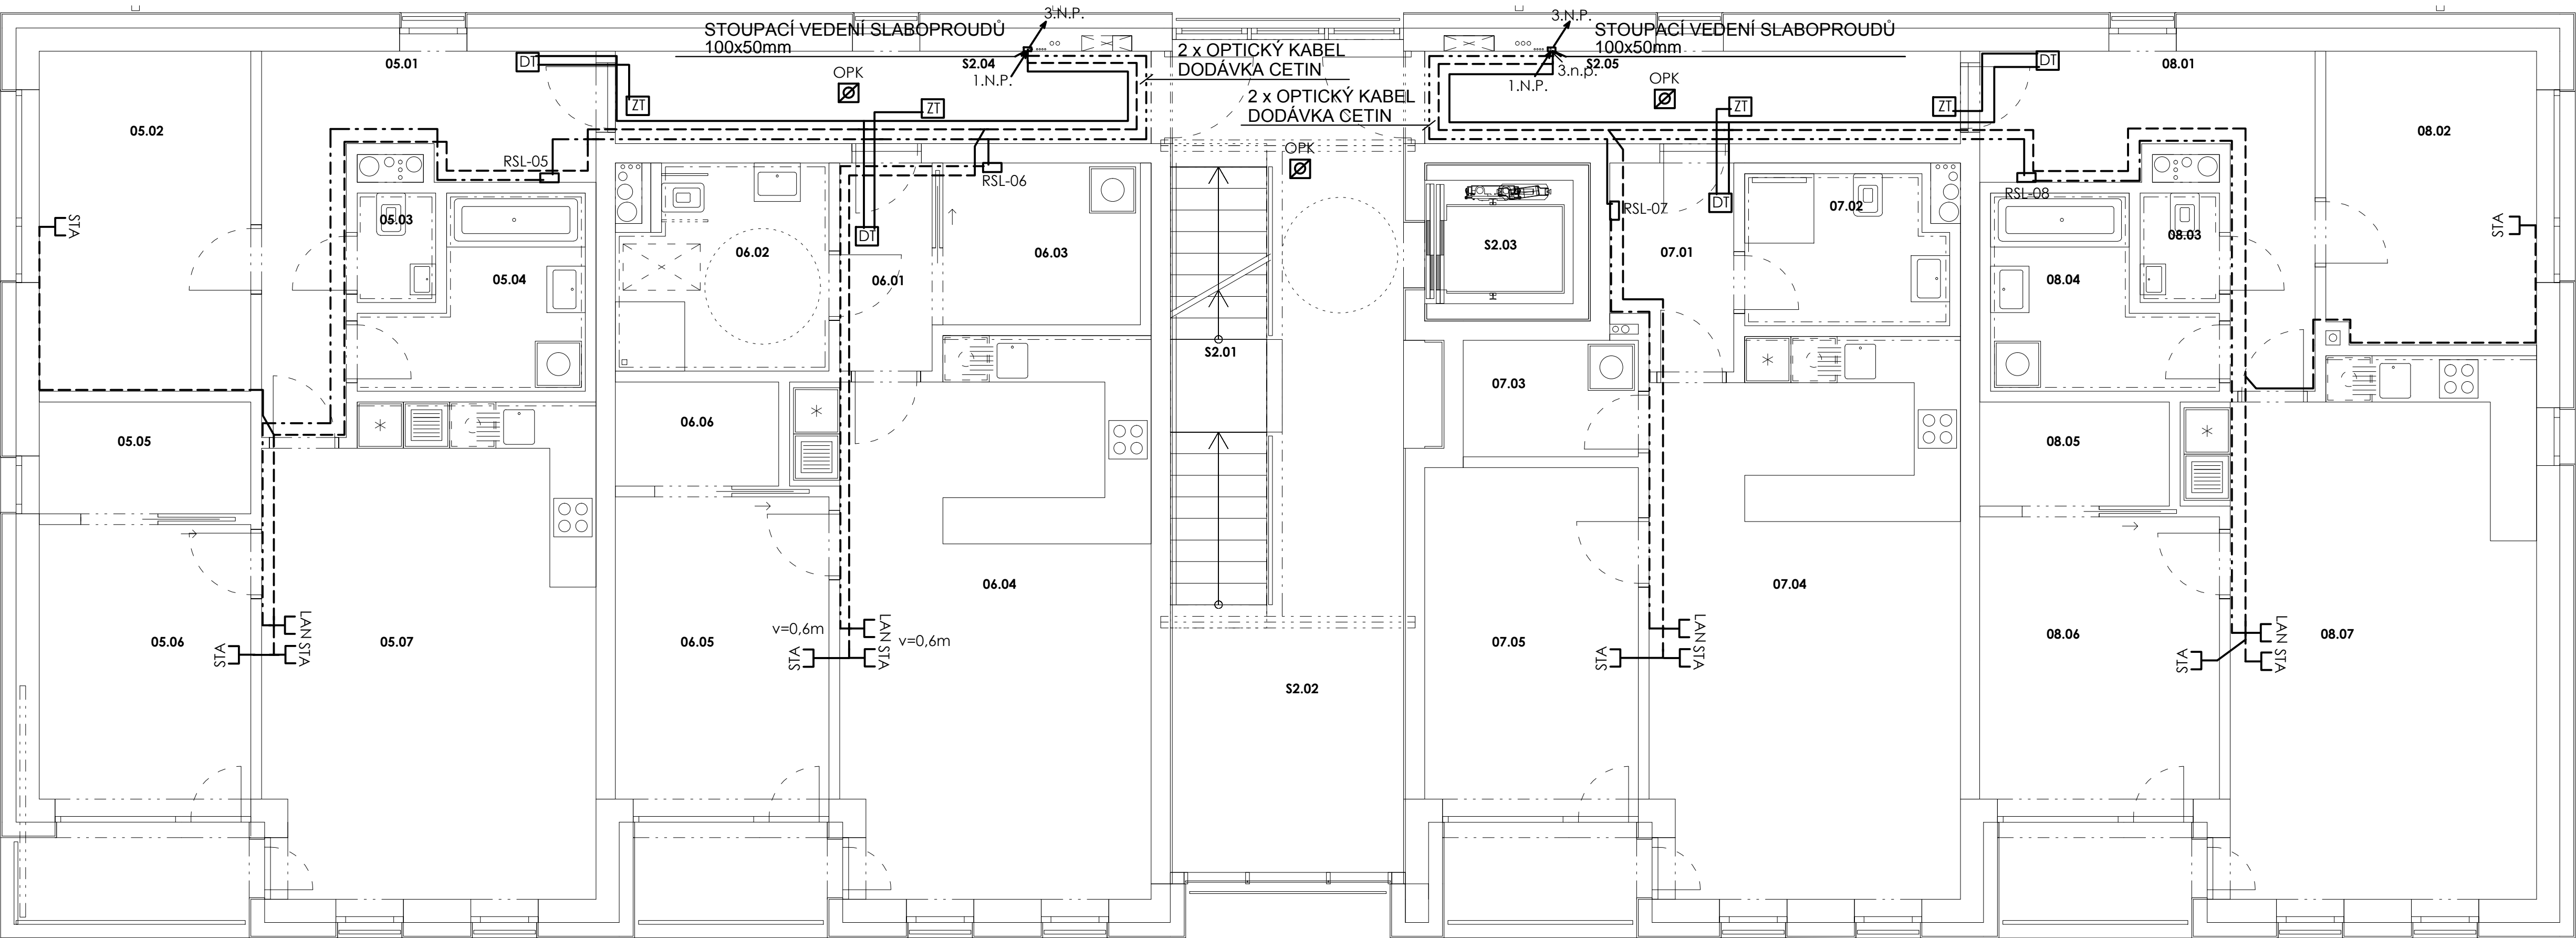 3.N.P.
3.N.P.
STOUPACÍ VEDENÍ SLABOPROUDŮ
100x50mm
STOUPACÍ VEDENÍ SLABOPROUDŮ
100x50mm
2 x OPTICKÝ KABEL
DODÁVKA CETIN
2 x OPTICKÝ KABEL
DODÁVKA CETIN
05.01
DT
S2.04
1.N.P.
1.N.P.
3.n.p.
S2.05
DT
08.01
OPK
OPK
ZT
ZT
ZT
ZT
05.02
08.02
OPK
RSL-05
RSL-06
RSL-07
RSL-08
STA
05.03
DT
DT
07.02
08.03
STA
05.04
06.02
06.01
06.03
S2.03
07.01
08.04
S2.01
07.03
05.05
06.06
08.05
06.04
07.04
05.06
STA
LAN
STA
05.07
06.05
v=0,6m
STA
LAN
STA
v=0,6m
07.05
STA
LAN
STA
08.06
STA
LAN
STA
08.07
S2.02